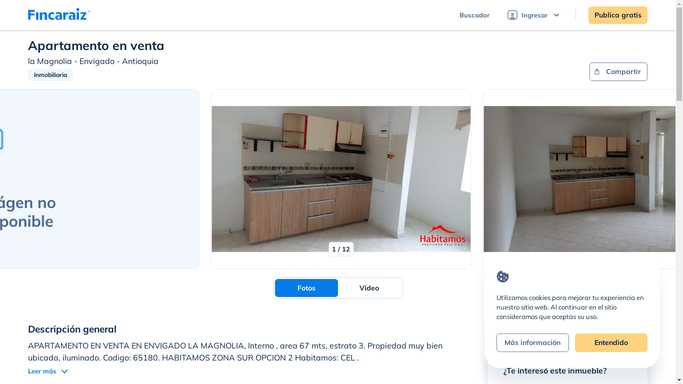 Fincaraiz
Buscador
Ingresar
Publica gratis
Apartamento en venta
la Magnolia - Envigado - Antioquia
Inmobiliaria
Compartir
ágen no
ponible
Habitamos
1 / 12
Fotos
Video
Descripción general
APARTAMENTO EN VENTA EN ENVIGADO LA MAGNOLIA, Interno , area 67 mts, estrato 3, Propiedad muy bien
ubicada, iluminado. Codigo: 65180. HABITAMOS ZONA SUR OPCION 2 Habitamos: CEL .
Leer más
Utilizamos cookies para mejorar tu experiencia en
nuestro sitio web. Al continuar en el sitio
consideramos que aceptas su uso.
Más información
Entendido
¿Te interesó este inmueble?